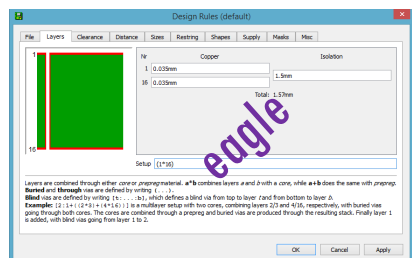 Design Rules (default)
File Layers Clearance Distance Sizes Restring Shapes Supply Masks Misc
Nr Copper Isolation
1
1 0.035mm
1.5mm
16 0.035mm
Total: 1.57mm
eagle
16
Setup (1*16)
Layers are combined through either core or prepreg material. a*b combines layers a and b with a core, while a+b does the same with prepreg.
Buried and through vias are defined by writing (...).
Blind vias are defined by writing [t:...:b], which defines a blind via from top to layer t and from bottom to layer b.
Example: [2:1+((2*3)+(4*16))] is a multilayer setup with two cores, combining layers 2/3 and 4/16, respectively, with buried vias
going through both cores. The cores are combined through a prepreg and buried vias are produced through the resulting stack. Finally layer 1
is added, with blind vias going from layer 1 to 2.
OK Cancel Apply